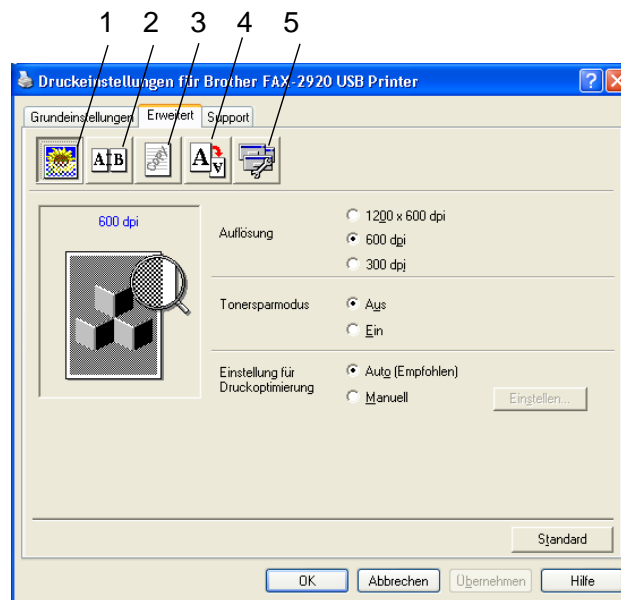 1 2 3 4 5
Druckeinstellungen für Brother FAX-2920 USB Printer
Grundeinstellungen Erweitert Support
A B Copy A A
600 dpi
Auflösung
1200 x 600 dpi
600 dpi
300 dpi
Tonersparmodus
Aus
Ein
Einstellung für
Druckoptimierung
Auto (Empfohlen)
Manuell
Einstellen...
Standard
OK Abbrechen Übernehmen Hilfe